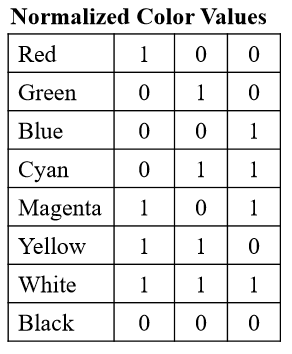 Normalized Color Values
Red 1 0 0
Green 0 1 0
Blue 0 0 1
Cyan 0 1 1
Magenta 1 0 1
Yellow 1 1 0
White 1 1 1
Black 0 0 0